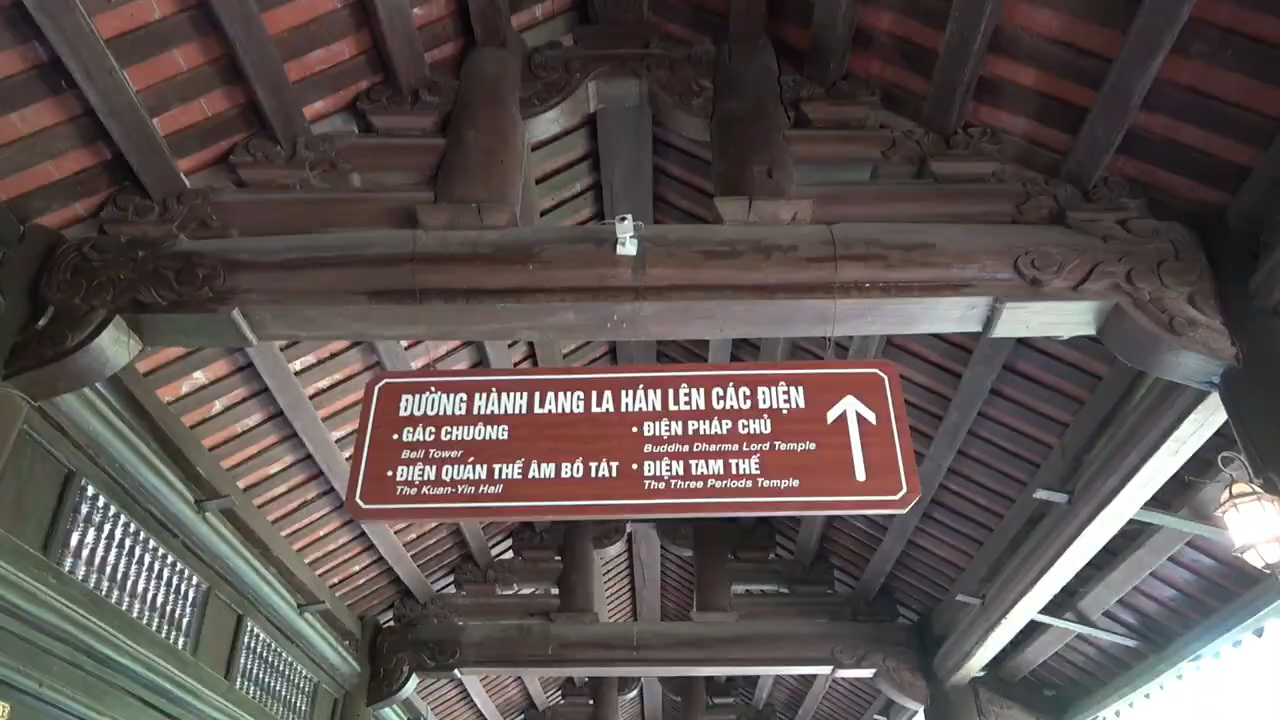 ĐƯỜNG HÀNH LANG LA HÁN LÊN CÁC ĐIỆN
• GÁC CHUÔNG
Bell Tower
• ĐIỆN QUÁN THẾ ÂM BỒ TÁT
The Kuan-Yin Hall
• ĐIỆN PHÁP CHỦ
Buddha Dharma Lord Temple
• ĐIỆN TAM THẾ
The Three Periods Temple